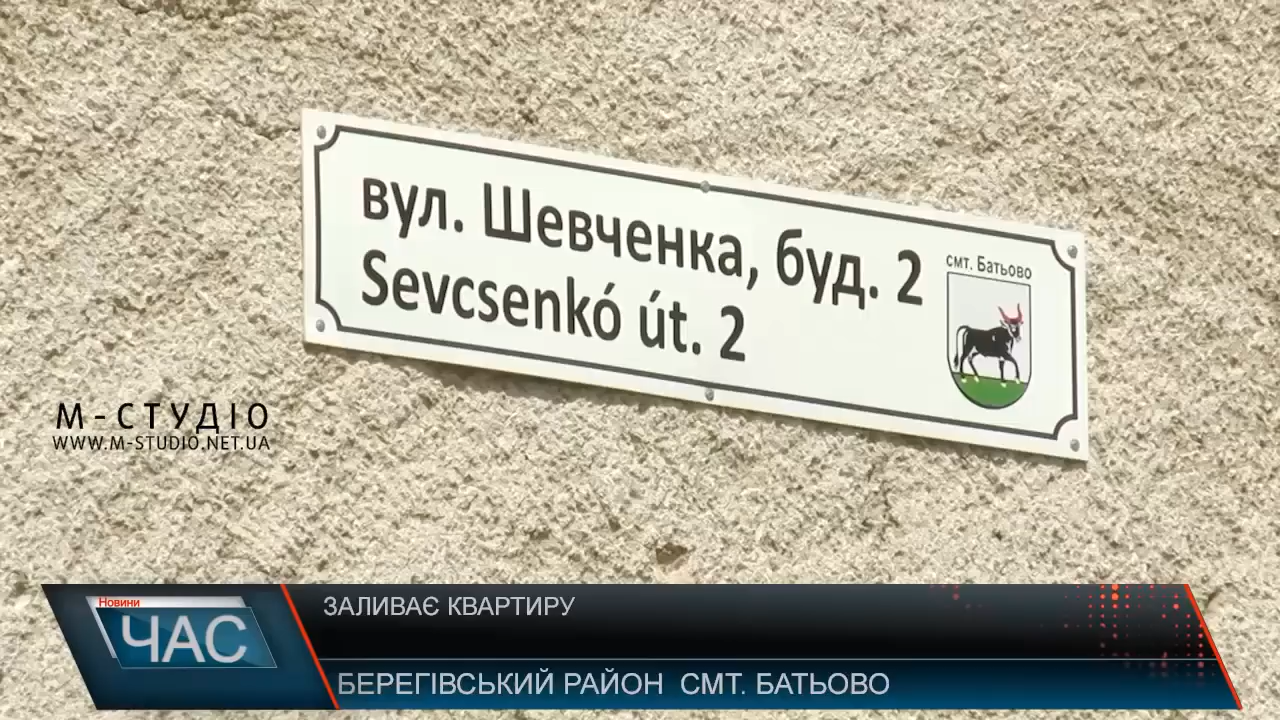 вул. Шевченка, буд. 2
Sevcsenkó út. 2
смт. Батьово
М-СТУДІО
WWW.M-STUDIO.NET.UA
Новини
ЧАС
ЗАЛИВАЄ КВАРТИРУ
БЕРЕГІВСЬКИЙ РАЙОН СМТ. БАТЬОВО